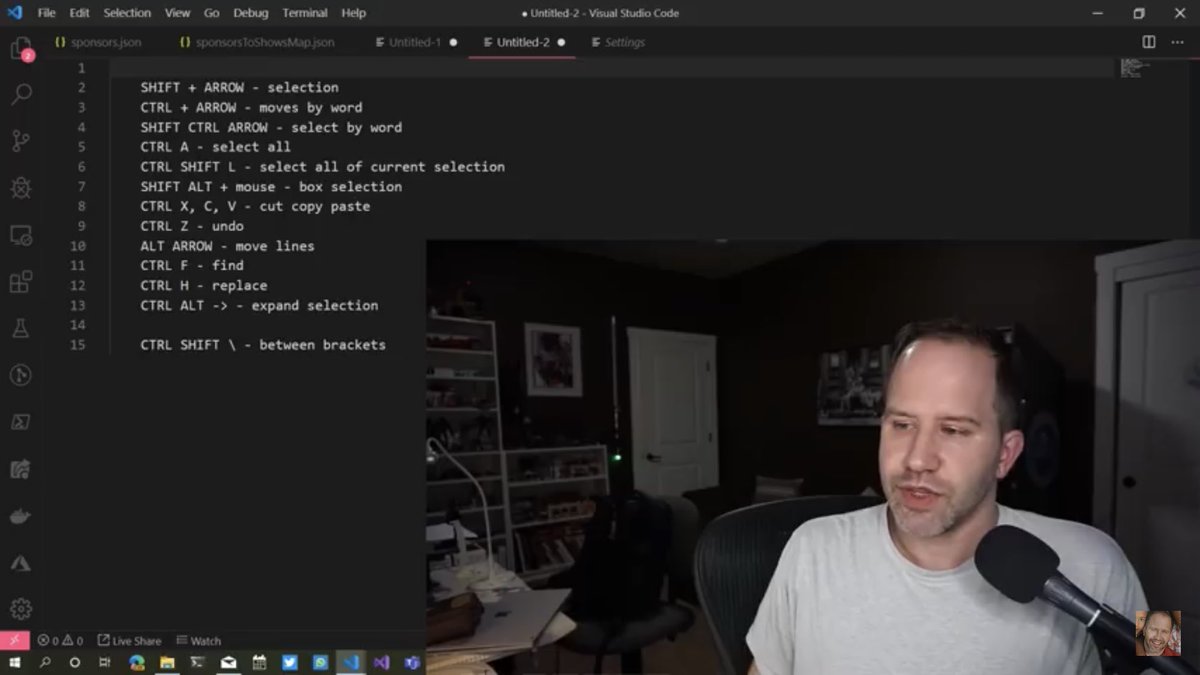 File Edit Selection View Go Debug Terminal Help
● Untitled-2 - Visual Studio Code
{} sponsors.json
{} sponsorsToShowsMap.json
Untitled-1 ●
Untitled-2 ●
Settings
2
1
2 SHIFT + ARROW - selection
3 CTRL + ARROW - moves by word
4 SHIFT CTRL ARROW - select by word
5 CTRL A - select all
6 CTRL SHIFT L - select all of current selection
7 SHIFT ALT + mouse - box selection
8 CTRL X, C, V - cut copy paste
9 CTRL Z - undo
10 ALT ARROW - move lines
11 CTRL F - find
12 CTRL H - replace
13 CTRL ALT -> - expand selection
14
15 CTRL SHIFT \ - between brackets
0 0 Live Share Watch